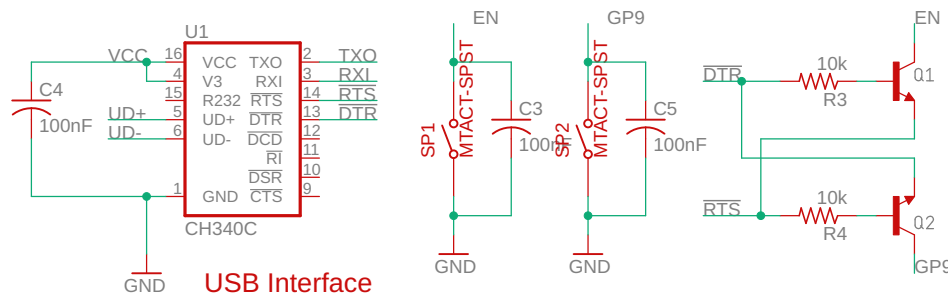 U1
VCC
16
VCC
TXO
2
TXO
4
V3
RXI
3
RXI
15
R232
RTS
14
RTS
UD+
5
UD+
DTR
13
DTR
UD-
6
UD-
DCD
12
RI
11
DSR
10
1
GND
CTS
9
CH340C
C4
100nF
GND
USB Interface
EN
SP1
MTACT-SPST
C3
100nF
GND
GP9
SP2
MTACT-SPST
C5
100nF
GND
EN
DTR
10k
R3
Q1
RTS
10k
R4
Q2
GP9